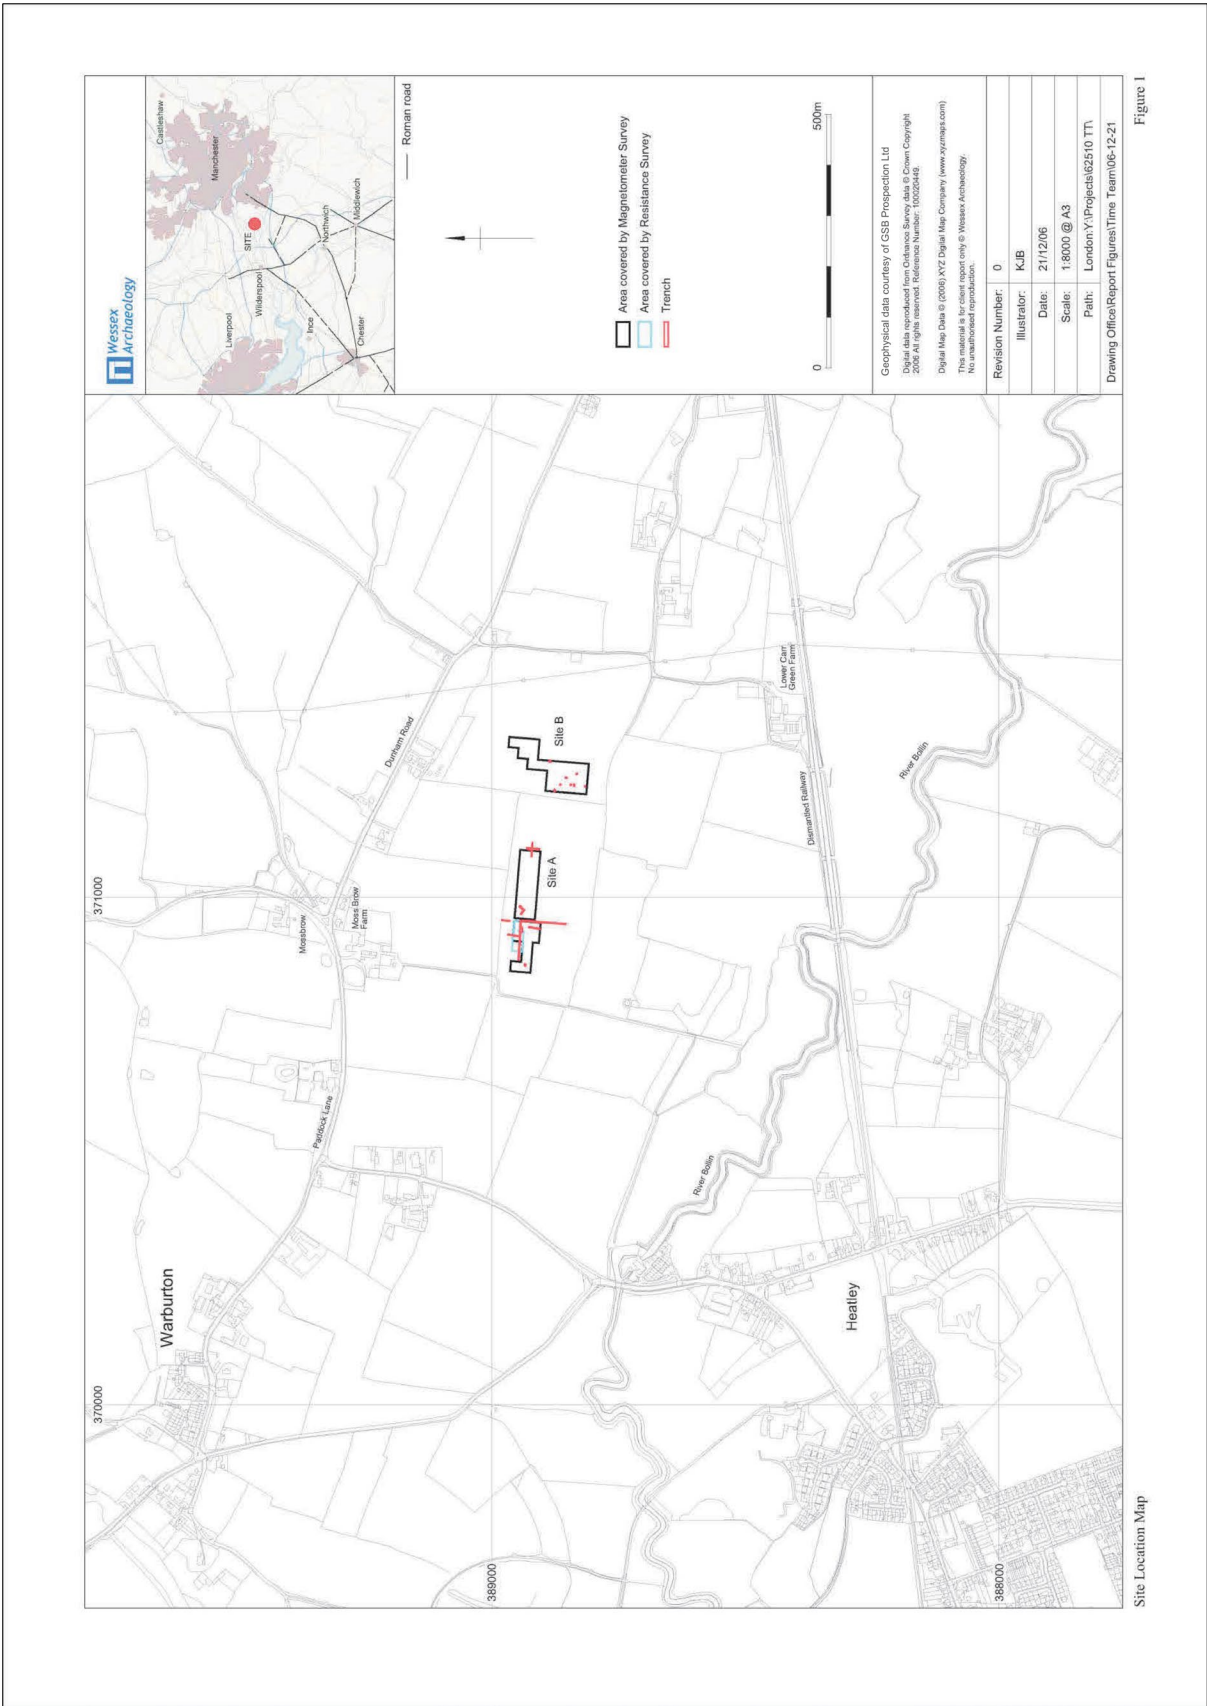 370000
371000
389000
388000
Warburton
Paddock Lane
Mossbrow
Moss Brow
Farm
Dunham Road
Site A
Site B
River Bollin
Heatley
Dismantled Railway
Lower Carr
Green Farm
River Bollin
Wessex
Archaeology
Castleshaw
Manchester
Liverpool
SITE
Wilderspool
Ince
Northwich
Chester
Middlewich
Roman road
Area covered by Magnetometer Survey
Area covered by Resistance Survey
Trench
0
500m
Geophysical data courtesy of GSB Prospection Ltd
Digital data reproduced from Ordnance Survey data © Crown Copyright
2006 All rights reserved. Reference Number: 100020449.
Digital Map Data © (2006) XYZ Digital Map Company (www.xyzmaps.com)
This material is for client report only © Wessex Archaeology.
No unauthorised reproduction.
Revision Number: 0
Illustrator: KJB
Date: 21/12/06
Scale: 1:8000 @ A3
Path: London:Y:\Projects\62510 TT\
Drawing Office\Report Figures\Time Team\06-12-21
Site Location Map
Figure 1